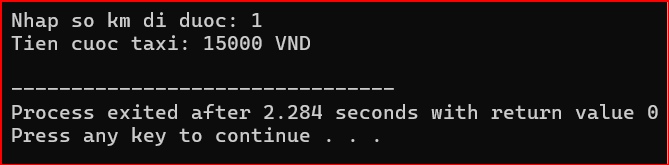 Nhap so km di duoc: 1
Tien cuoc taxi: 15000 VND
--------------------------------
Process exited after 2.284 seconds with return value 0
Press any key to continue . . .